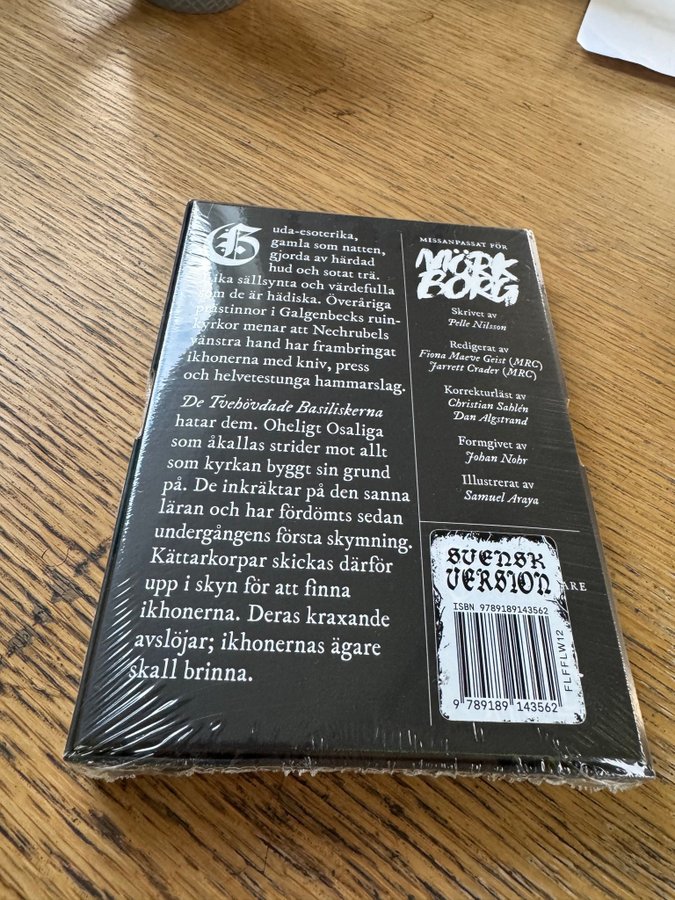 Guda-esoterika,
gamla som natten,
gjorda av härdad
hud och sotat trä.
Lika sällsynta och värdefulla
som de är hädiska. Överåriga
prästinnor i Galgenbecks ruin-
kyrkor menar att Nechrubels
vänstra hand har frambringat
ikhonerna med kniv, press
och helvetestunga hammarslag.
De Tvehövdade Basiliskerna
hatar dem. Oheligt Osaliga
som åkallas strider mot allt
som kyrkan byggt sin grund
på. De inkräktar på den sanna
läran och har fördömts sedan
undergångens första skymning.
Kättarkorpar skickas därför
upp i skyn för att finna
ikhonerna. Deras kraxande
avslöjar; ikhonernas ägare
skall brinna.
MISSANPASSAT FÖR
MÖRK
BORG
Skrivet av
Pelle Nilsson
Redigerat av
Fiona Maeve Geist (MRC)
Jarrett Crader (MRC)
Korrekturläst av
Christian Sahlén
Dan Algstrand
Formgivet av
Johan Nohr
Illustrerat av
Samuel Araya
SVENSK
VERSION
ISBN 9789189143562
9 789189 143562
FLFFLW12